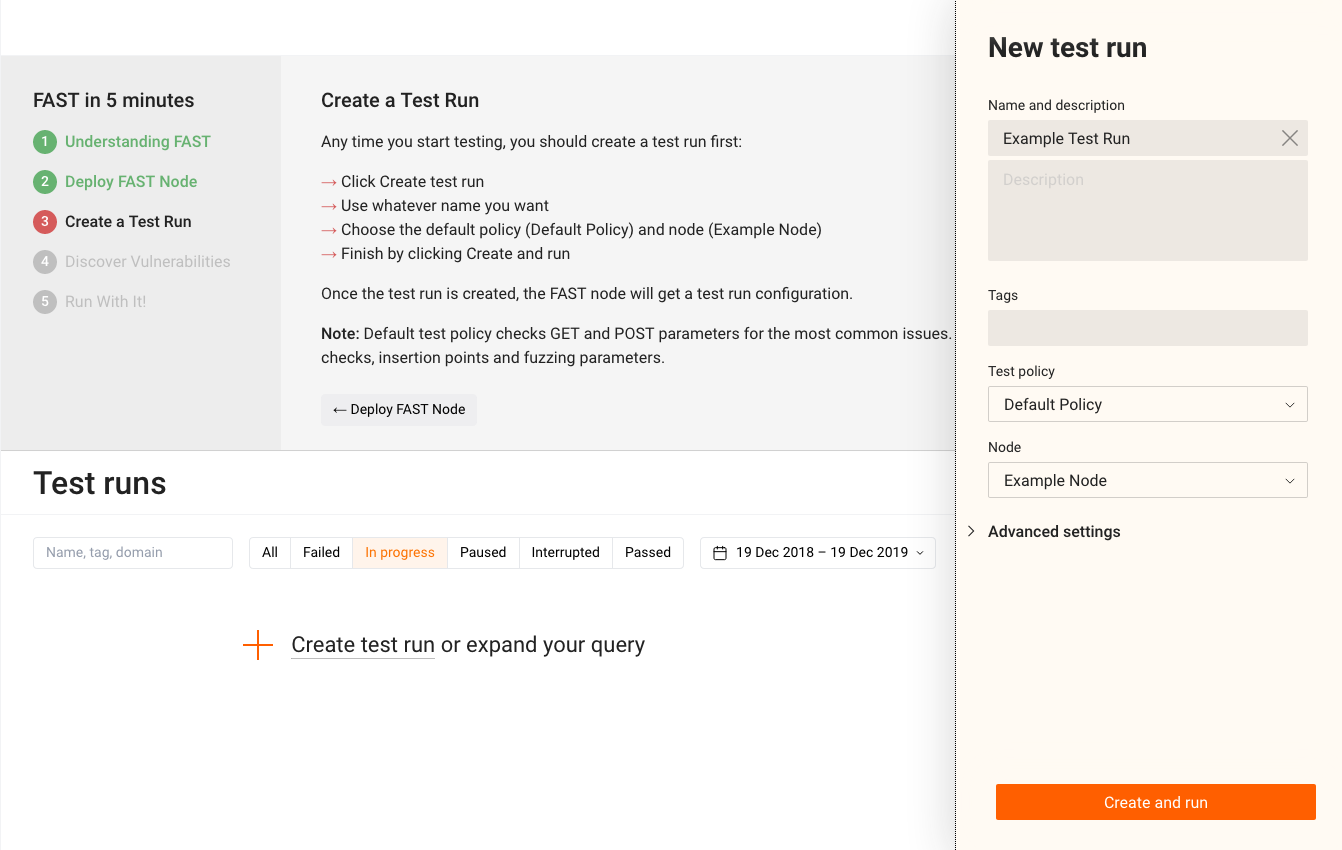 FAST in 5 minutes
1 Understanding FAST
2 Deploy FAST Node
3 Create a Test Run
4 Discover Vulnerabilities
5 Run With It!
Create a Test Run
Any time you start testing, you should create a test run first:
→ Click Create test run
→ Use whatever name you want
→ Choose the default policy (Default Policy) and node (Example Node)
→ Finish by clicking Create and run
Once the test run is created, the FAST node will get a test run configuration.
Note: Default test policy checks GET and POST parameters for the most common issues.
checks, insertion points and fuzzing parameters.
← Deploy FAST Node
Test runs
Name, tag, domain
All Failed In progress Paused Interrupted Passed
19 Dec 2018 – 19 Dec 2019
Create test run or expand your query
New test run
Name and description
Example Test Run
Description
Tags
Test policy
Default Policy
Node
Example Node
Advanced settings
Create and run